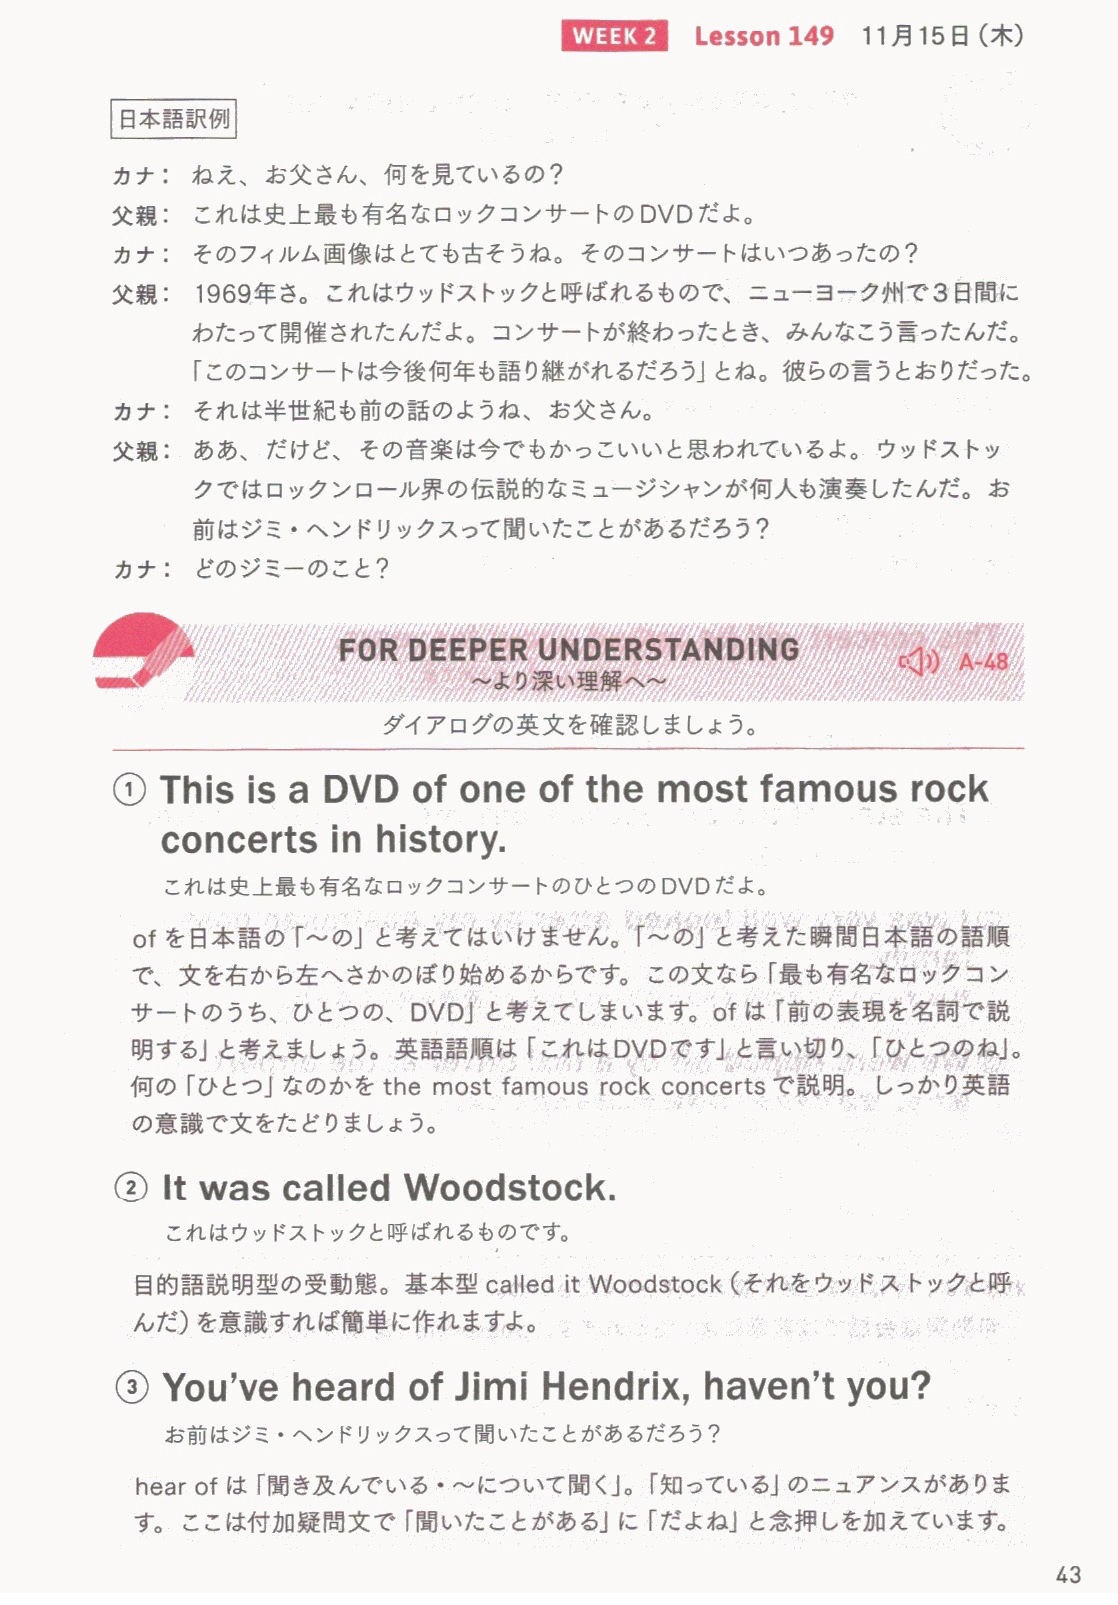 WEEK 2 Lesson 149 11月15日（木）
日本語訳例
カナ： ねえ、お父さん、何を見ているの？
父親： これは史上最も有名なロックコンサートのDVDだよ。
カナ： そのフィルム画像はとても古そうね。そのコンサートはいつあったの？
父親： 1969年さ。これはウッドストックと呼ばれるもので、ニューヨーク州で３日間に
わたって開催されたんだよ。コンサートが終わったとき、みんなこう言ったんだ。
「このコンサートは今後何年も語り継がれるだろう」とね。彼らの言うとおりだった。
カナ： それは半世紀も前の話のようね、お父さん。
父親： ああ、だけど、その音楽は今でもかっこいいと思われているよ。ウッドストッ
クではロックンロール界の伝説的なミュージシャンが何人も演奏したんだ。お
前はジミ・ヘンドリックスって聞いたことがあるだろう？
カナ： どのジミーのこと？
FOR DEEPER UNDERSTANDING
～より深い理解へ～
A-48
ダイアログの英文を確認しましょう。
① This is a DVD of one of the most famous rock
concerts in history.
これは史上最も有名なロックコンサートのひとつのDVDだよ。
of を日本語の「～の」と考えてはいけません。「～の」と考えた瞬間日本語の語順
で、文を右から左へさかのぼり始めるからです。この文なら「最も有名なロックコン
サートのうち、ひとつの、DVD」と考えてしまいます。of は「前の表現を名詞で説
明する」と考えましょう。英語語順は「これはDVDです」と言い切り、「ひとつのね」。
何の「ひとつ」なのかを the most famous rock concerts で説明。しっかり英語
の意識で文をたどりましょう。
② It was called Woodstock.
これはウッドストックと呼ばれるものです。
目的語説明型の受動態。基本型 called it Woodstock（それをウッドストックと呼
んだ）を意識すれば簡単に作れますよ。
③ You've heard of Jimi Hendrix, haven't you?
お前はジミ・ヘンドリックスって聞いたことがあるだろう？
hear of は「聞き及んでいる・～について聞く」。「知っている」のニュアンスがありま
す。ここは付加疑問文で「聞いたことがある」に「だよね」と念押しを加えています。
43